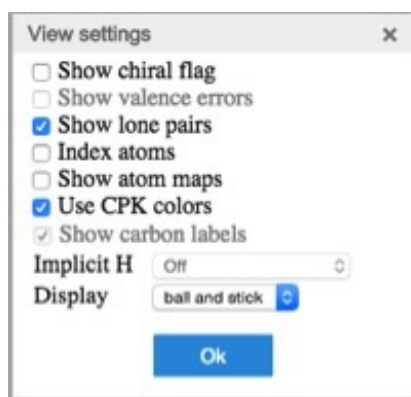 View settings ×
Show chiral flag
Show valence errors
Show lone pairs
Index atoms
Show atom maps
Use CPK colors
Show carbon labels
Implicit H Off
Display ball and stick
Ok